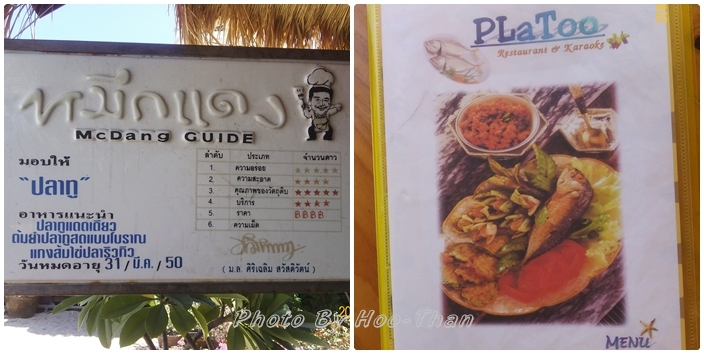 หมึกแดง
McDang GUIDE
มอบให้
"ปลาทู"
อาหารแนะนำ
ปลาทูแดดเดียว
ต้มยำปลาทูสดแบบโบราณ
แกงส้มไข่ปลาริวกิว
วันหมดอายุ 31/มี.ค/50
ลำดับ ประเภท จำนวนดาว
1. ความอร่อย ★★★★★
2. ความสะอาด ★★★★
3. คุณภาพของวัตถุดิบ ★★★★★
4. บริการ ★★★★
5. ราคา ฿฿฿฿
6. ความเผ็ด
( ม.ล. ศิริเฉลิม สวัสดิวัตน์ )
PLaToo
Restaurant & Karaoke
MENU
Photo By Hoo-Than